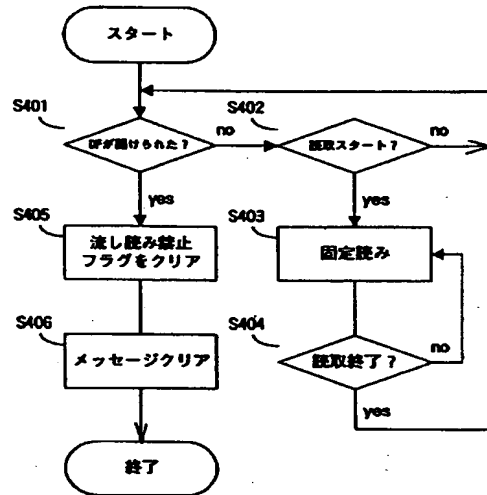 スタート
S401
DFが開けられた?
no
S402
読取スタート?
no
yes
yes
S405
流し読み禁止
フラグをクリア
S403
固定読み
S406
メッセージクリア
S404
読取終了?
no
yes
終了